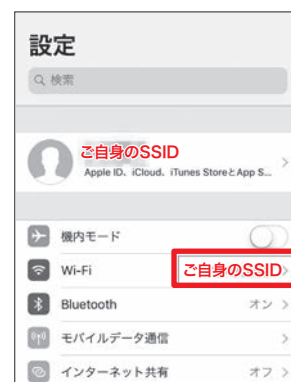 設定
検索
ご自身のSSID
Apple ID、iCloud、iTunes StoreとApp S...
機内モード
Wi-Fi ご自身のSSID
Bluetooth オン
モバイルデータ通信
インターネット共有 オフ